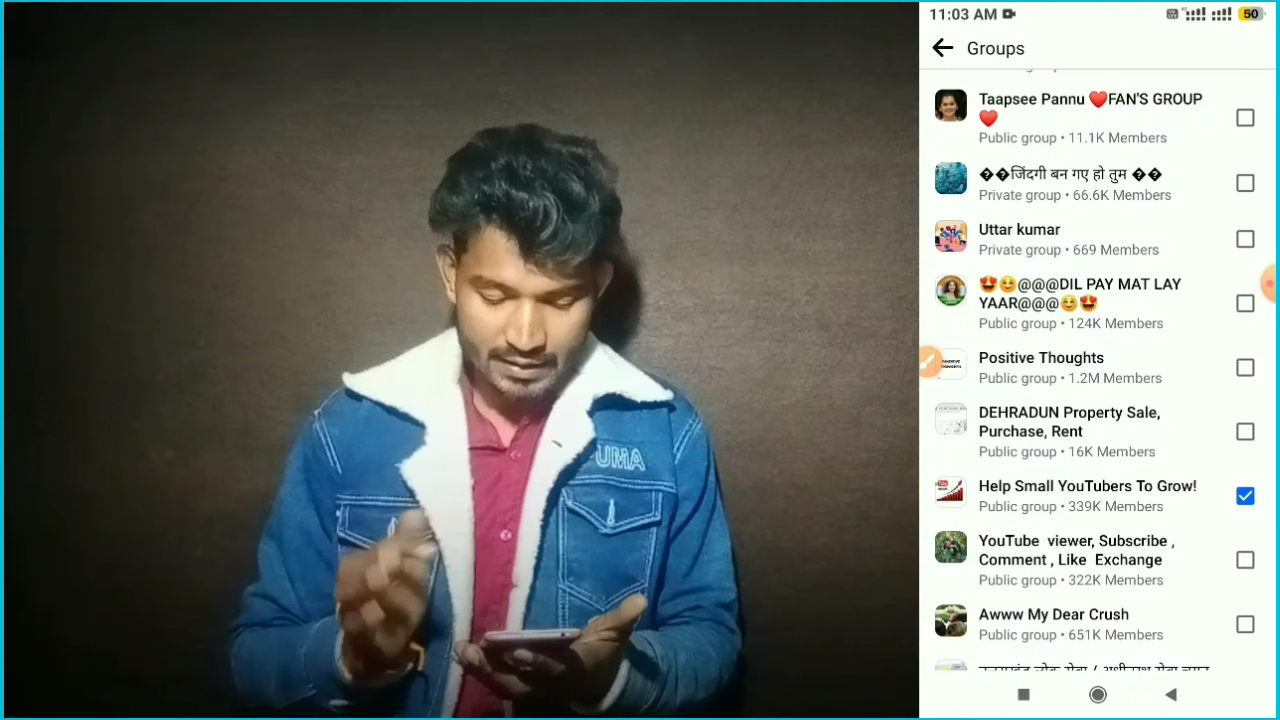 11:03 AM
50
Groups
Taapsee Pannu ❤️FAN'S GROUP
❤️
Public group • 11.1K Members
��जिंदगी बन गए हो तुम ��
Private group • 66.6K Members
Uttar kumar
Private group • 669 Members
😍☺️@@@DIL PAY MAT LAY
YAAR@@@☺️😍
Public group • 124K Members
Positive Thoughts
Public group • 1.2M Members
DEHRADUN Property Sale,
Purchase, Rent
Public group • 16K Members
Help Small YouTubers To Grow!
Public group • 339K Members
YouTube viewer, Subscribe ,
Comment , Like Exchange
Public group • 322K Members
Awww My Dear Crush
Public group • 651K Members
UMA